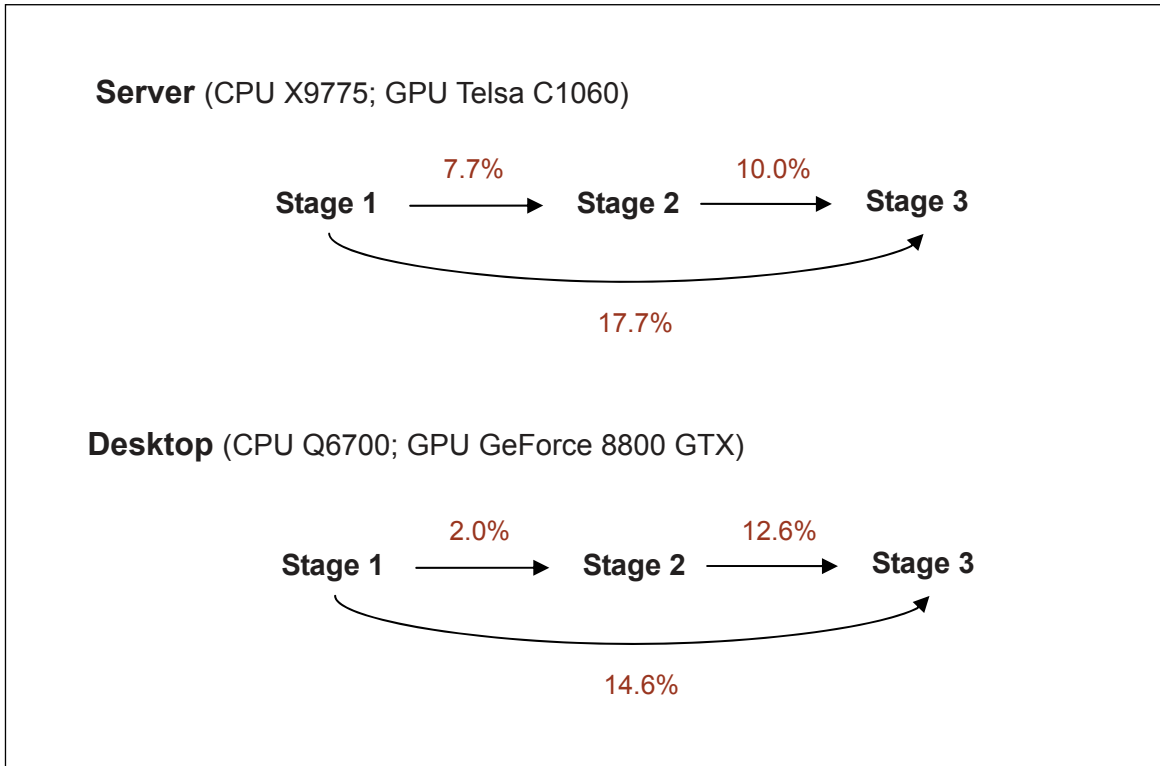 Server (CPU X9775; GPU Telsa C1060)
7.7% 10.0%
Stage 1 Stage 2 Stage 3
17.7%
Desktop (CPU Q6700; GPU GeForce 8800 GTX)
2.0% 12.6%
Stage 1 Stage 2 Stage 3
14.6%